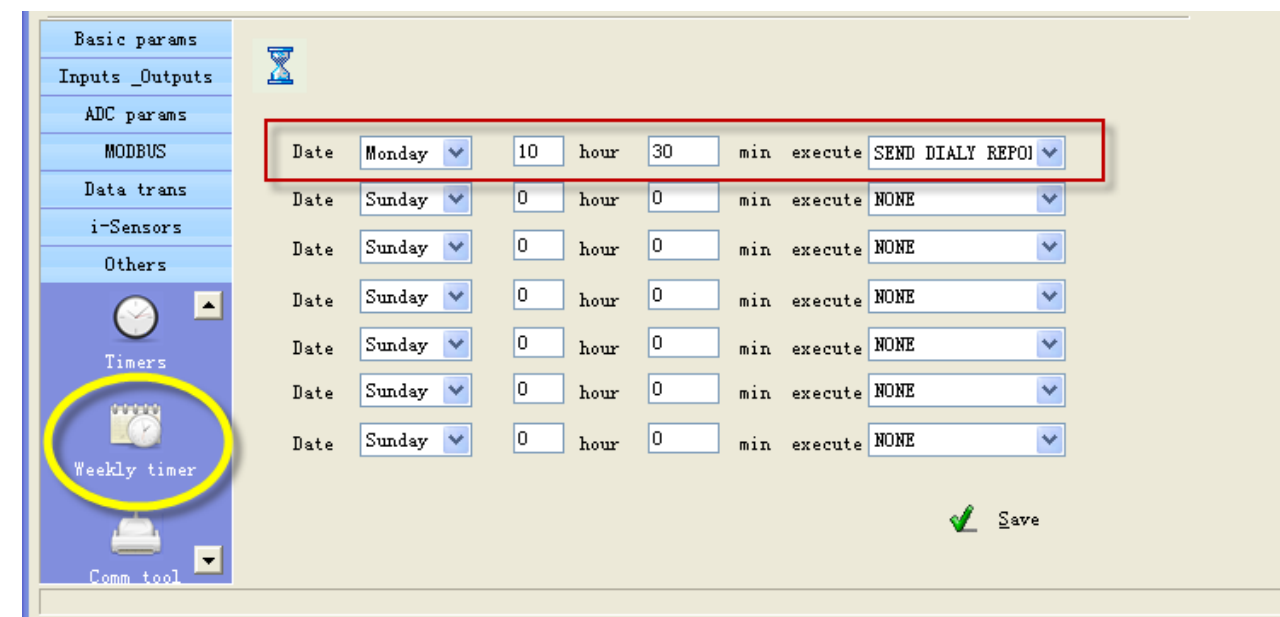 Basic params
Inputs _Outputs
ADC params
MODBUS
Data trans
i-Sensors
Others
Timers
Weekly timer
Comm tool
Date Monday 10 hour 30 min execute SEND DIALY REPO
Date Sunday 0 hour 0 min execute NONE
Date Sunday 0 hour 0 min execute NONE
Date Sunday 0 hour 0 min execute NONE
Date Sunday 0 hour 0 min execute NONE
Date Sunday 0 hour 0 min execute NONE
Date Sunday 0 hour 0 min execute NONE
Save